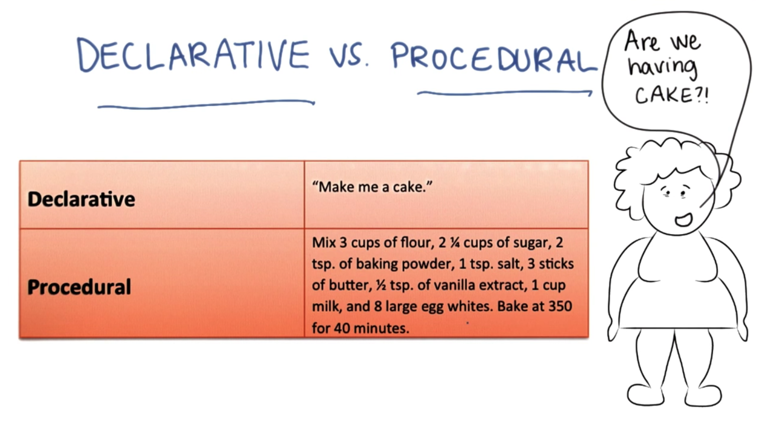 DECLARATIVE VS. PROCEDURAL
Are we
having
CAKE?!
Declarative
"Make me a cake."
Procedural
Mix 3 cups of flour, 2 ¼ cups of sugar, 2
tsp. of baking powder, 1 tsp. salt, 3 sticks
of butter, ½ tsp. of vanilla extract, 1 cup
milk, and 8 large egg whites. Bake at 350
for 40 minutes.